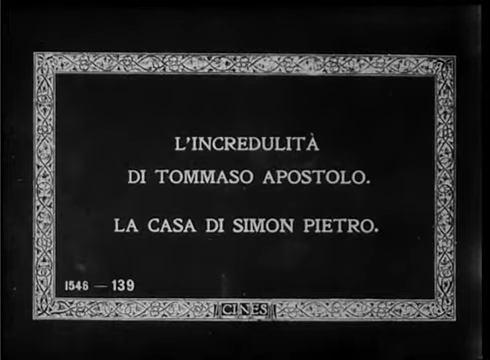 L'INCREDULITÀ
DI TOMMASO APOSTOLO.
LA CASA DI SIMON PIETRO.
1546 — 139
CINES